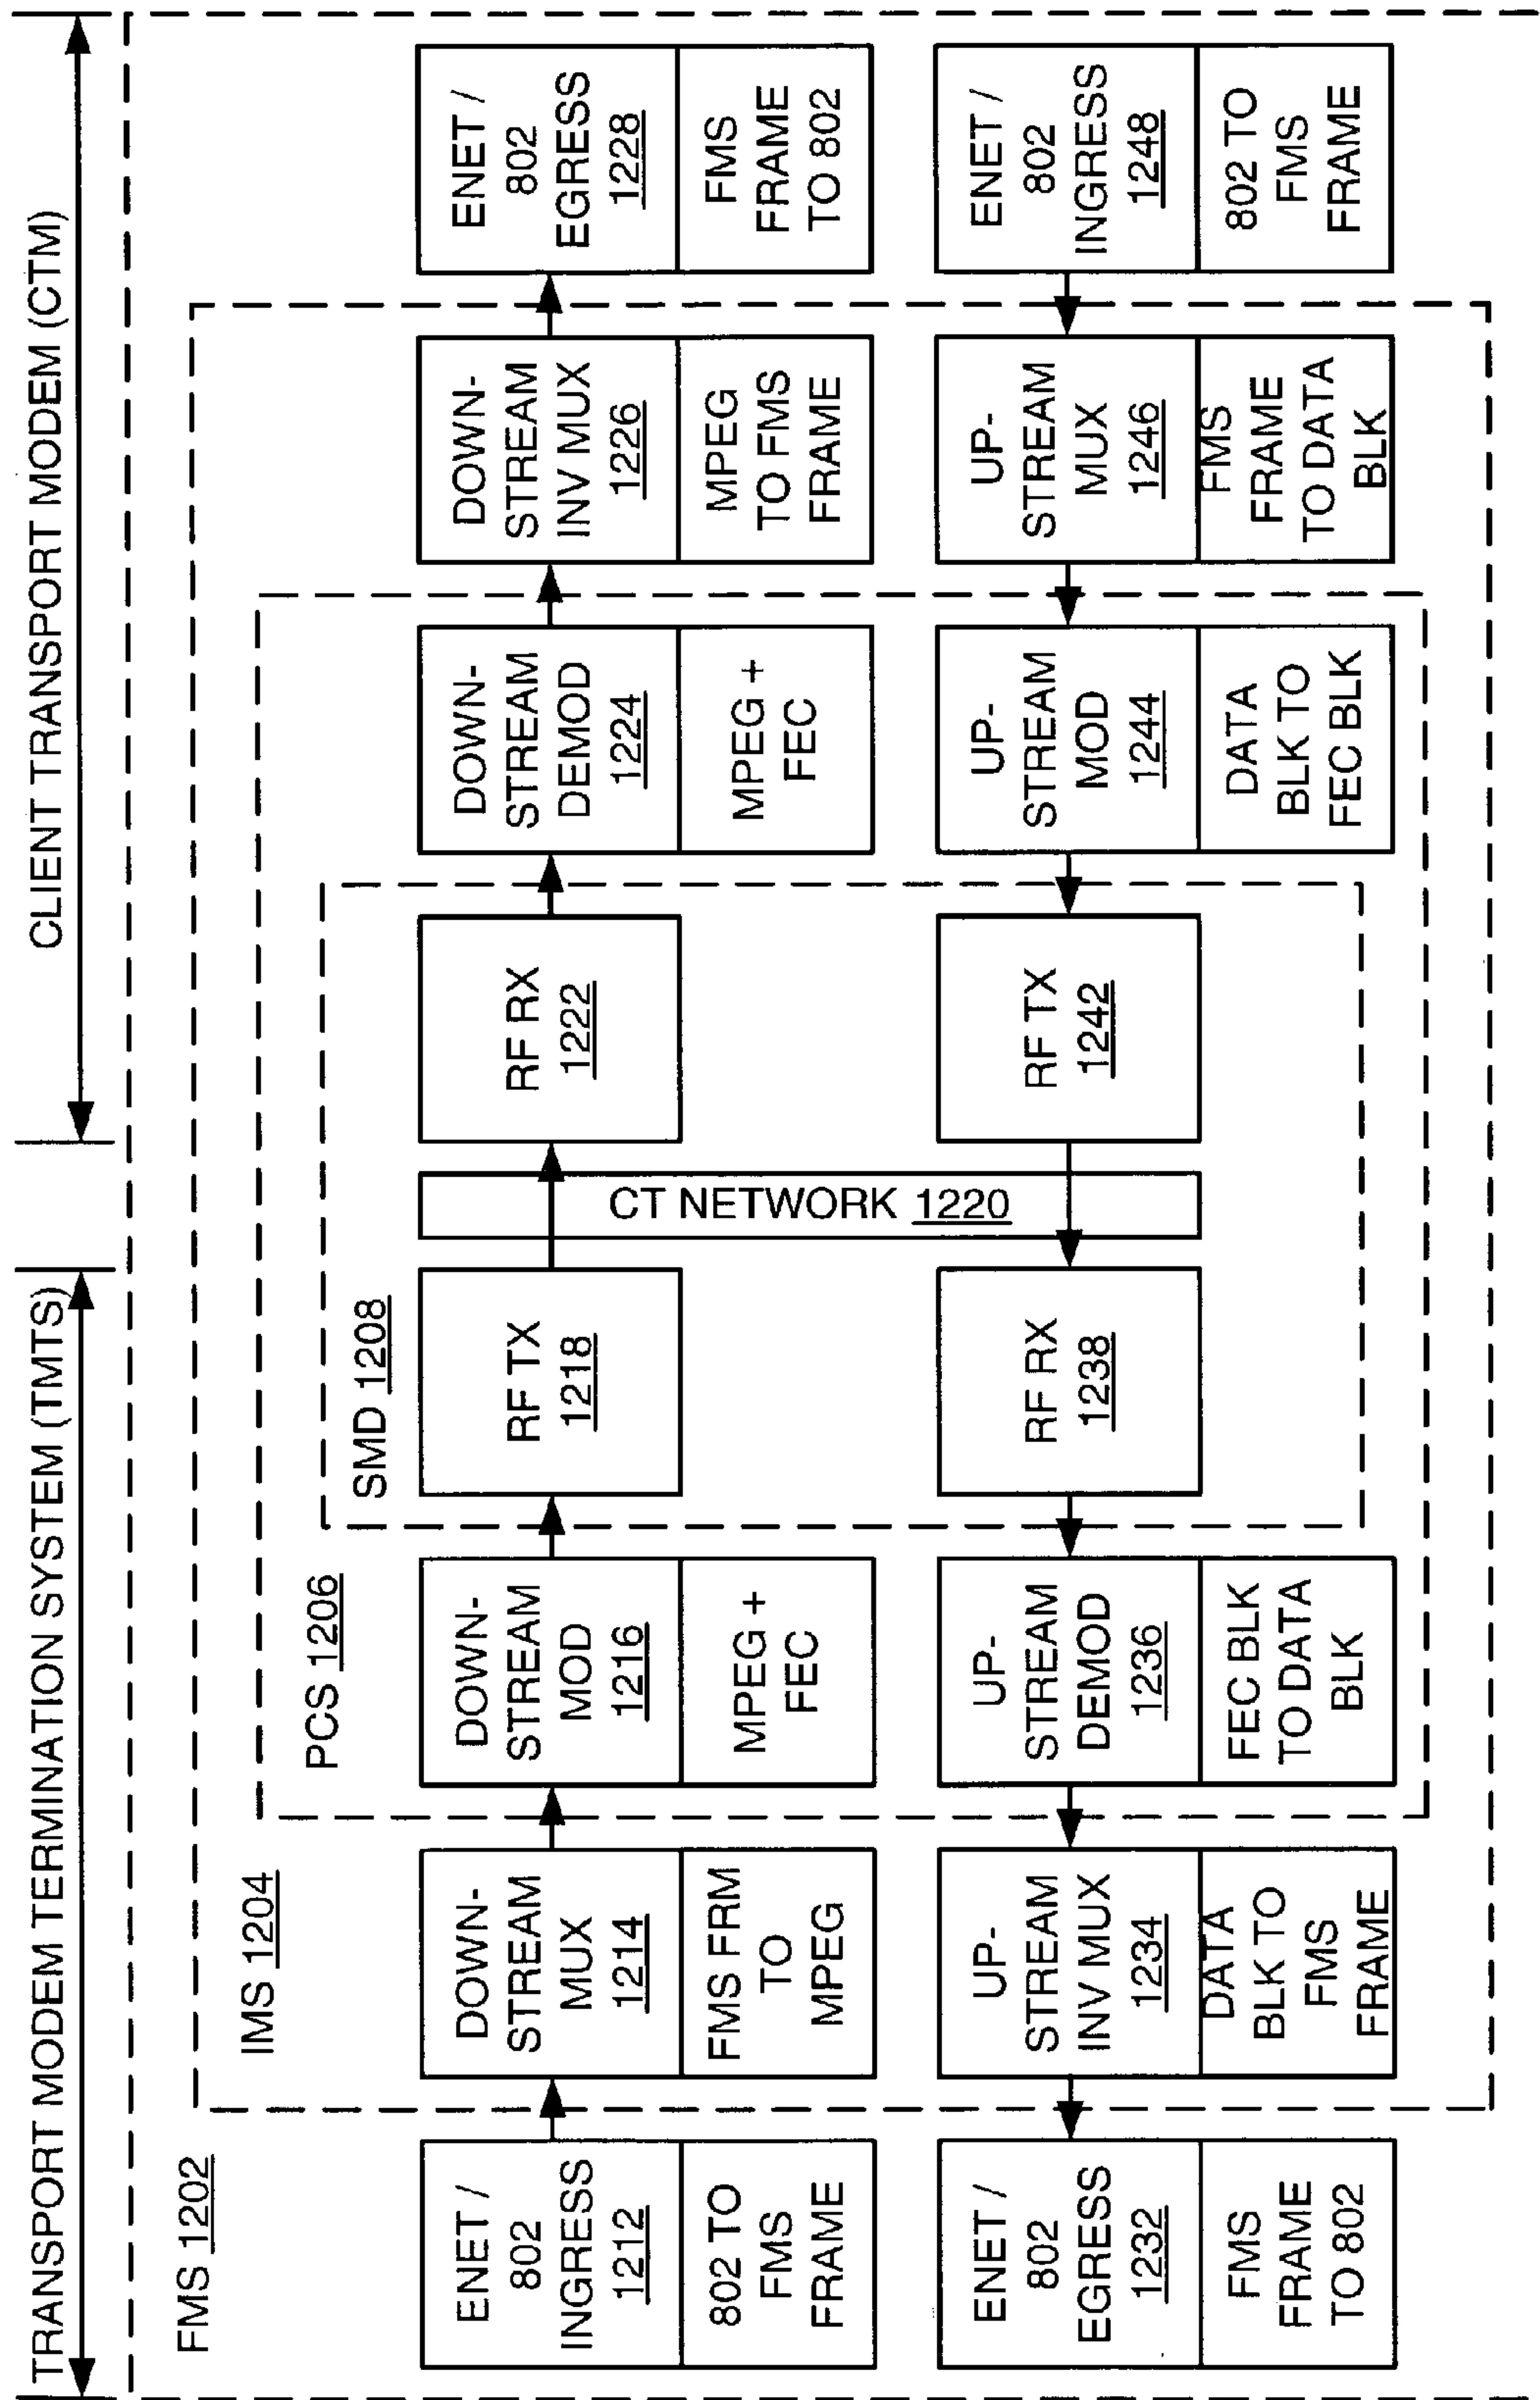 TRANSPORT MODEM TERMINATION SYSTEM (TMTS)
CLIENT TRANSPORT MODEM (CTM)
FMS 1202
IMS 1204
PCS 1206
SMD 1208
ENET /
802
INGRESS
1212
802 TO
FMS
FRAME
DOWN-
STREAM
MUX
1214
FMS FRM
TO
MPEG
DOWN-
STREAM
MOD
1216
MPEG +
FEC
RF TX
1218
CT NETWORK 1220
RF RX
1222
DOWN-
STREAM
DEMOD
1224
MPEG +
FEC
DOWN-
STREAM
INV MUX
1226
MPEG
TO FMS
FRAME
ENET /
802
EGRESS
1228
FMS
FRAME
TO 802
ENET /
802
EGRESS
1232
FMS
FRAME
TO 802
UP-
STREAM
INV MUX
1234
DATA
BLK TO
FMS
FRAME
UP-
STREAM
DEMOD
1236
FEC BLK
TO DATA
BLK
RF RX
1238
RF TX
1242
UP-
STREAM
MOD
1244
DATA
BLK TO
FEC BLK
UP-
STREAM
MUX
1246
FMS
FRAME
TO DATA
BLK
ENET /
802
INGRESS
1248
802 TO
FMS
FRAME